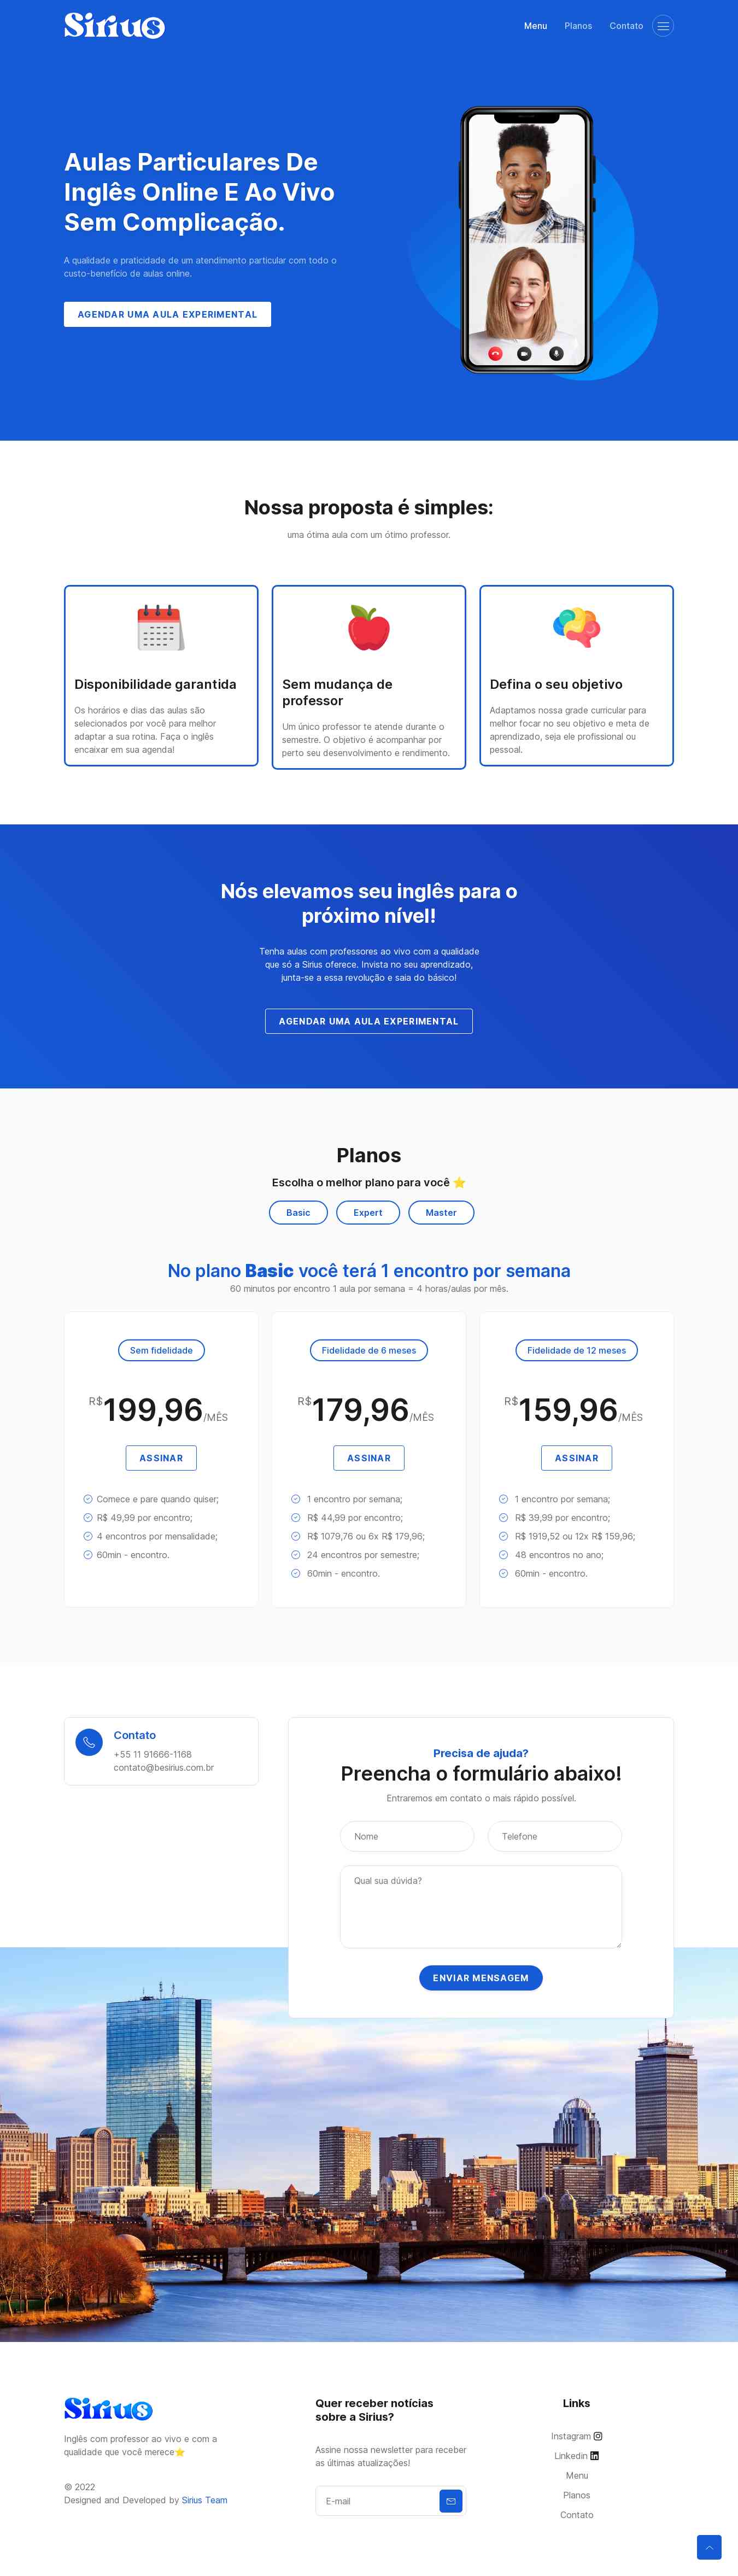 Sirius
Menu
Planos
Contato
Aulas Particulares De
Inglês Online E Ao Vivo
Sem Complicação.
A qualidade e praticidade de um atendimento particular com todo o
custo-benefício de aulas online.
AGENDAR UMA AULA EXPERIMENTAL
Nossa proposta é simples:
uma ótima aula com um ótimo professor.
Disponibilidade garantida
Os horários e dias das aulas são
selecionados por você para melhor
adaptar a sua rotina. Faça o inglês
encaixar em sua agenda!
Sem mudança de
professor
Um único professor te atende durante o
semestre. O objetivo é acompanhar por
perto seu desenvolvimento e rendimento.
Defina o seu objetivo
Adaptamos nossa grade curricular para
melhor focar no seu objetivo e meta de
aprendizado, seja ele profissional ou
pessoal.
Nós elevamos seu inglês para o
próximo nível!
Tenha aulas com professores ao vivo com a qualidade
que só a Sirius oferece. Invista no seu aprendizado,
junta-se a essa revolução e saia do básico!
AGENDAR UMA AULA EXPERIMENTAL
Planos
Escolha o melhor plano para você ⭐
Basic
Expert
Master
No plano Basic você terá 1 encontro por semana
60 minutos por encontro 1 aula por semana = 4 horas/aulas por mês.
Sem fidelidade
R$199,96/MÊS
ASSINAR
Comece e pare quando quiser;
R$ 49,99 por encontro;
4 encontros por mensalidade;
60min - encontro.
Fidelidade de 6 meses
R$179,96/MÊS
ASSINAR
1 encontro por semana;
R$ 44,99 por encontro;
R$ 1079,76 ou 6x R$ 179,96;
24 encontros por semestre;
60min - encontro.
Fidelidade de 12 meses
R$159,96/MÊS
ASSINAR
1 encontro por semana;
R$ 39,99 por encontro;
R$ 1919,52 ou 12x R$ 159,96;
48 encontros no ano;
60min - encontro.
Contato
+55 11 91666-1168
contato@besirius.com.br
Precisa de ajuda?
Preencha o formulário abaixo!
Entraremos em contato o mais rápido possível.
Nome
Telefone
Qual sua dúvida?
ENVIAR MENSAGEM
Sirius
Inglês com professor ao vivo e com a
qualidade que você merece⭐
© 2022
Designed and Developed by Sirius Team
Quer receber notícias
sobre a Sirius?
Assine nossa newsletter para receber
as últimas atualizações!
E-mail
Links
Instagram
Linkedin
Menu
Planos
Contato